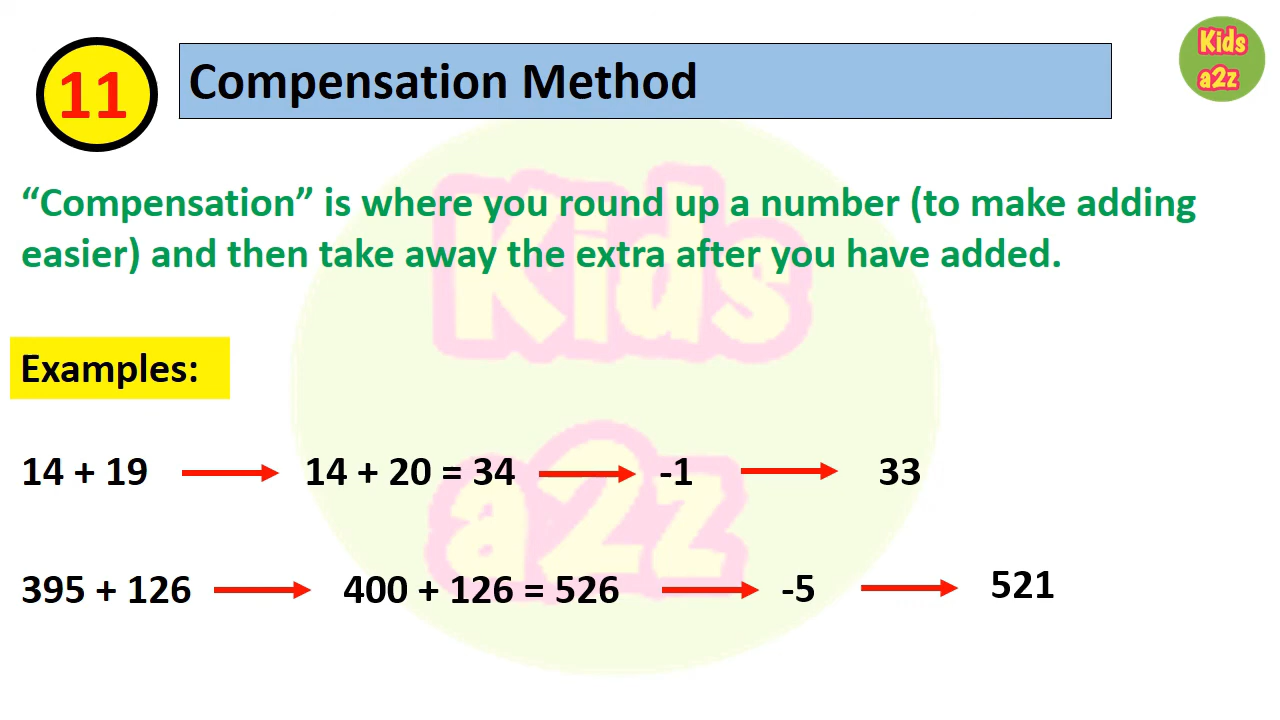 11
Compensation Method
Kids
a2z
“Compensation” is where you round up a number (to make adding
easier) and then take away the extra after you have added.
Kids
a2z
Examples:
14 + 19 → 14 + 20 = 34 → -1 → 33
395 + 126 → 400 + 126 = 526 → -5 → 521